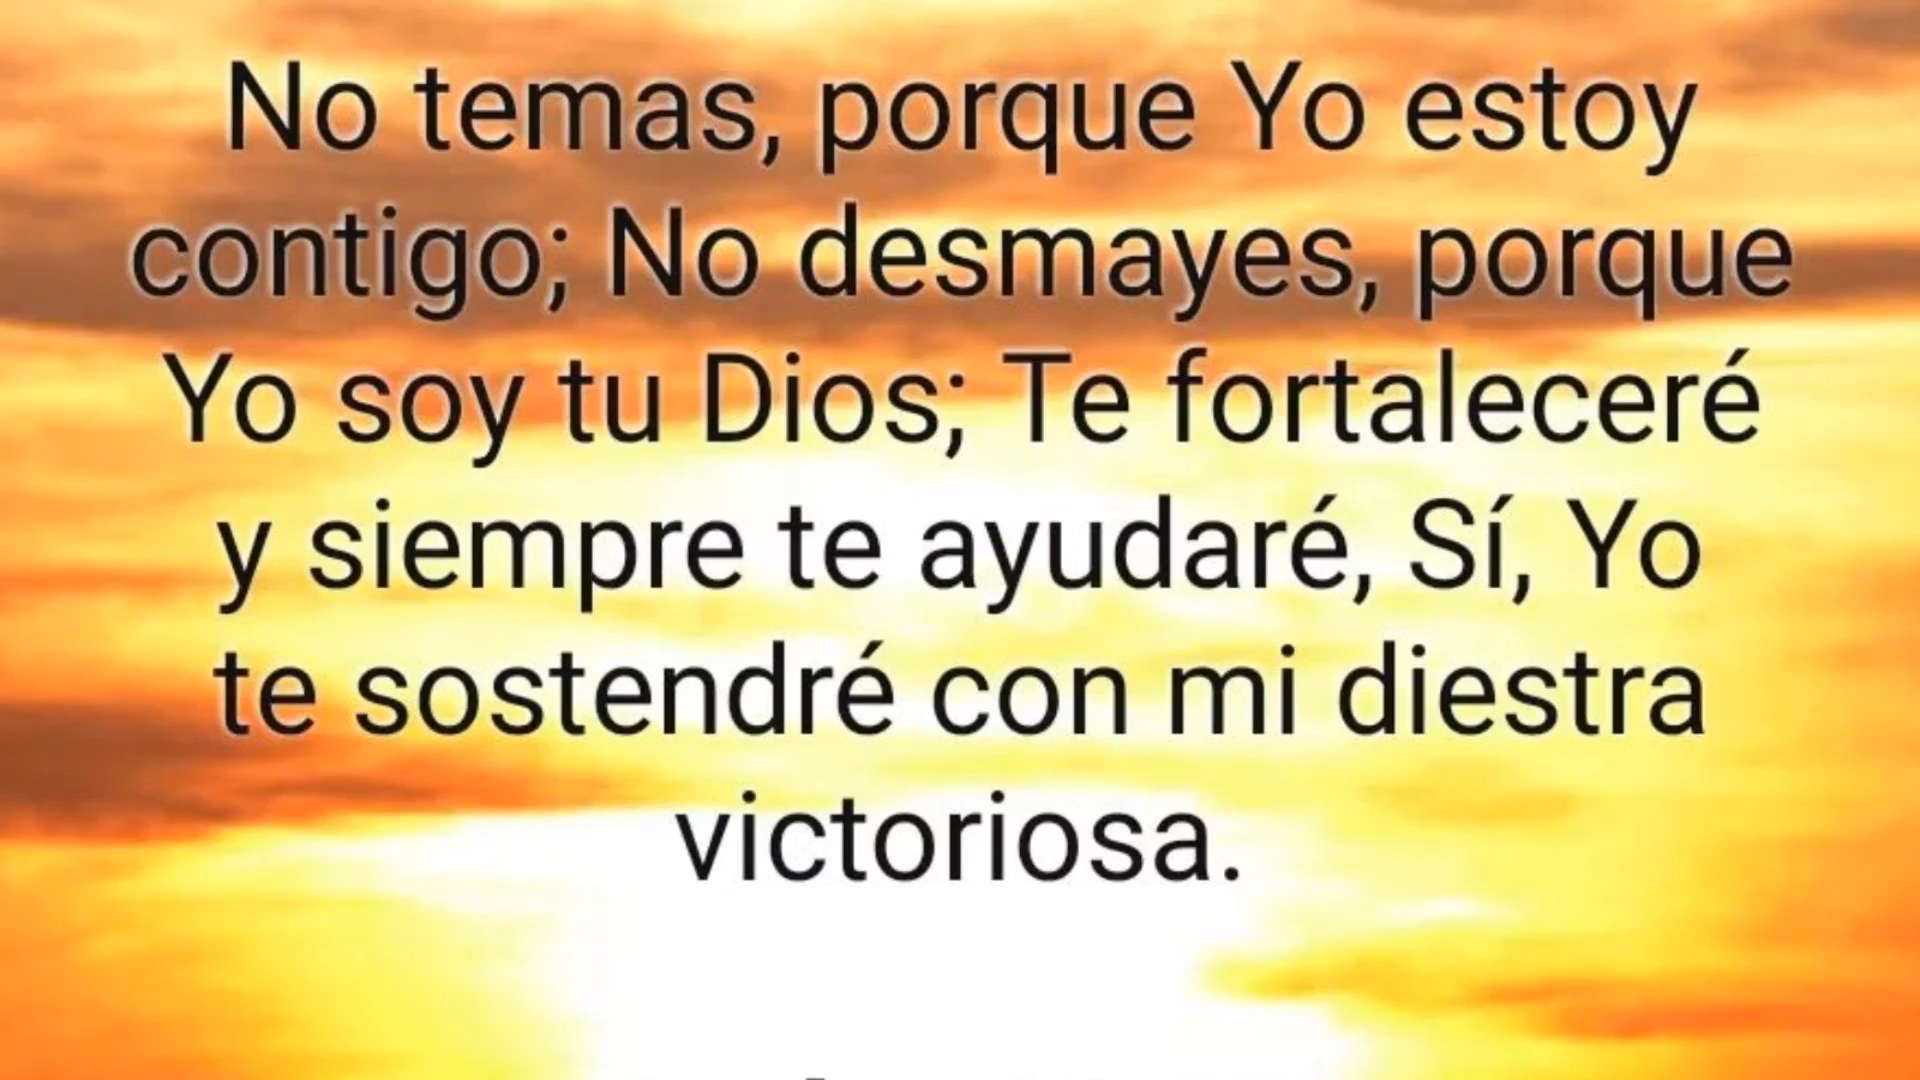 No temas, porque Yo estoy
contigo; No desmayes, porque
Yo soy tu Dios; Te fortaleceré
y siempre te ayudaré, Sí, Yo
te sostendré con mi diestra
victoriosa.